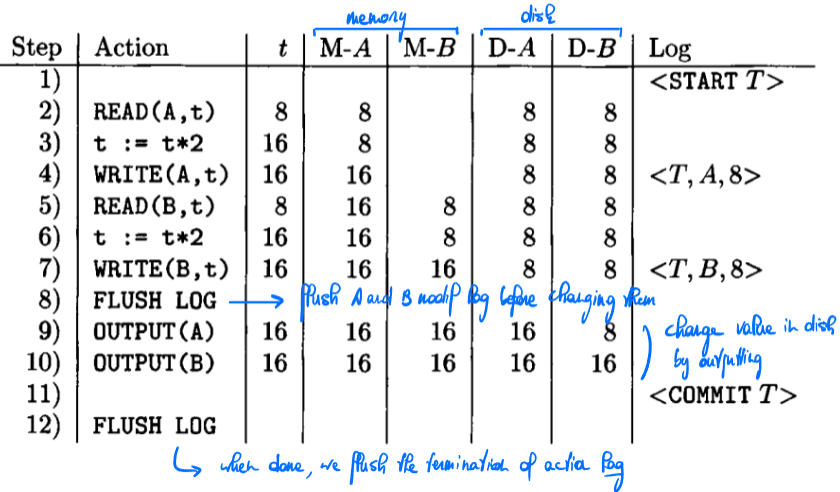 memory disk
Step Action t M-A M-B D-A D-B Log
1) <START T>
2) READ(A,t) 8 8 8 8
3) t := t*2 16 8 8 8
4) WRITE(A,t) 16 16 8 8 <T, A, 8>
5) READ(B,t) 8 16 8 8 8
6) t := t*2 16 16 8 8 8
7) WRITE(B,t) 16 16 16 8 8 <T, B, 8>
8) FLUSH LOG → flush A and B modif log before changing them
9) OUTPUT(A) 16 16 16 16 8 change value in disk
10) OUTPUT(B) 16 16 16 16 16 by outputting
11) <COMMIT T>
12) FLUSH LOG
↳ when done, we flush the termination of action log